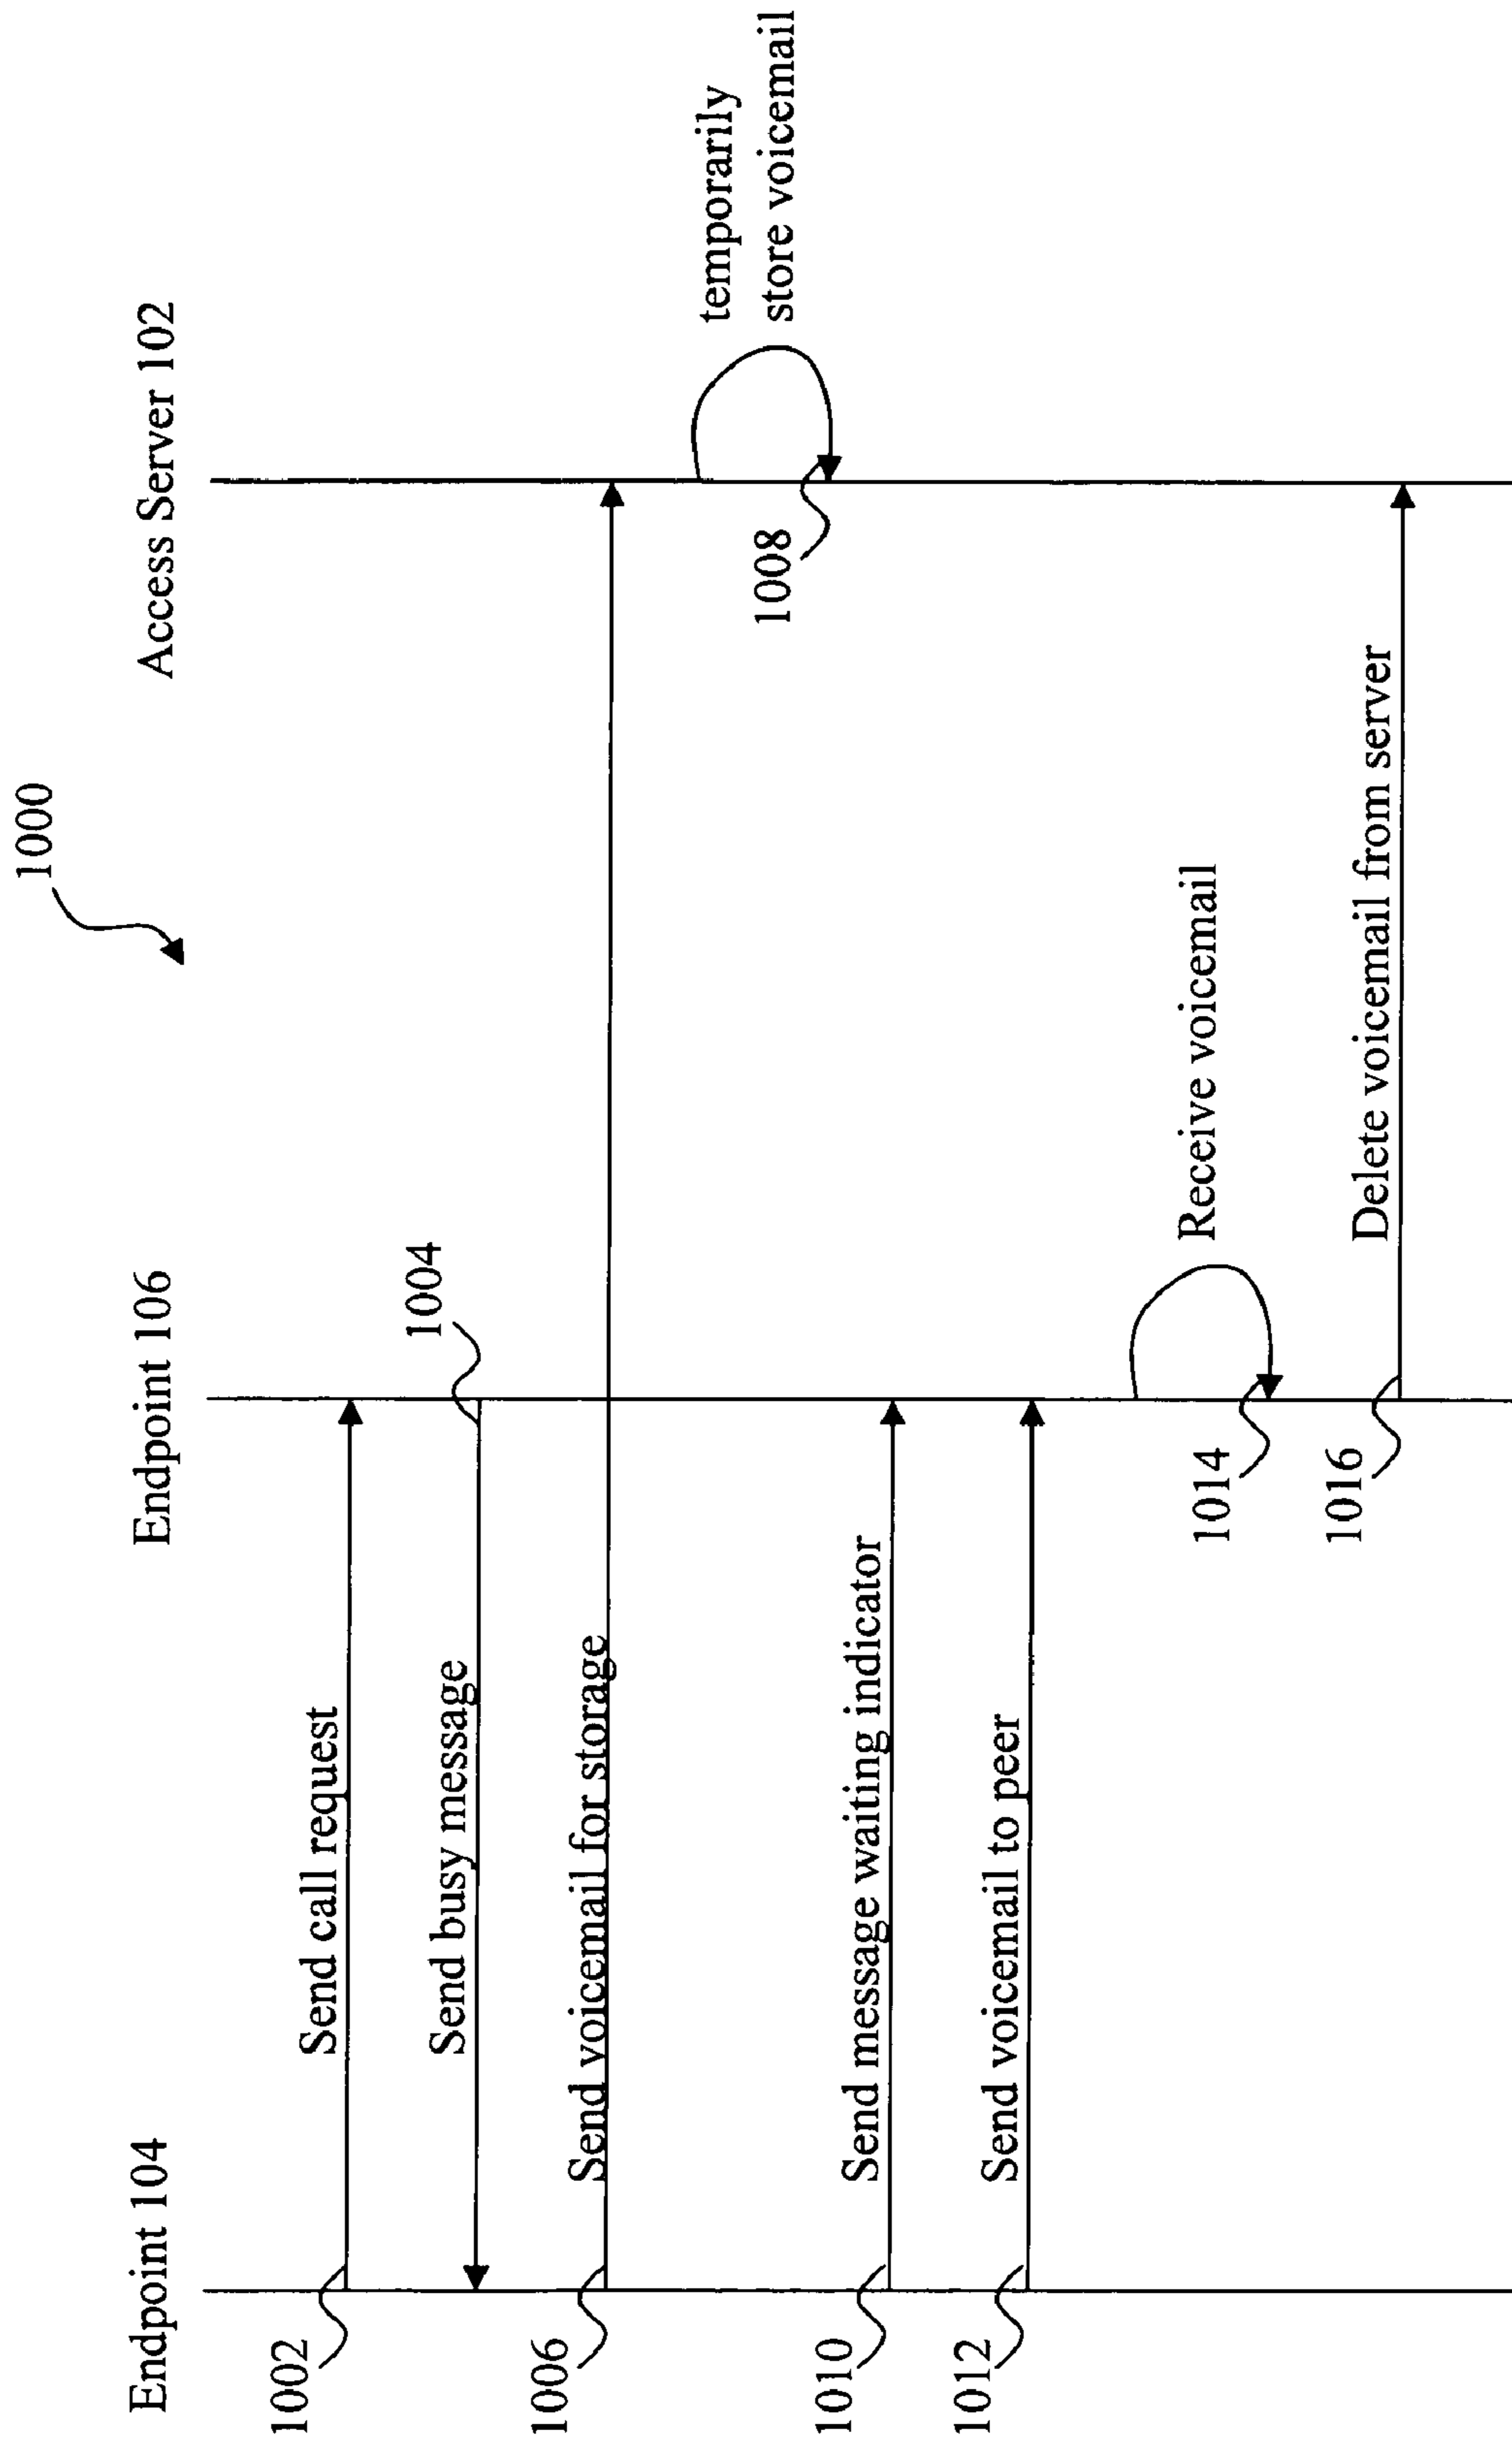 1000
Endpoint 104
Endpoint 106
Access Server 102
1002
Send call request
Send busy message
1004
1006
Send voicemail for storage
1008
temporarily
store voicemail
1010
Send message waiting indicator
1012
Send voicemail to peer
1014
Receive voicemail
1016
Delete voicemail from server